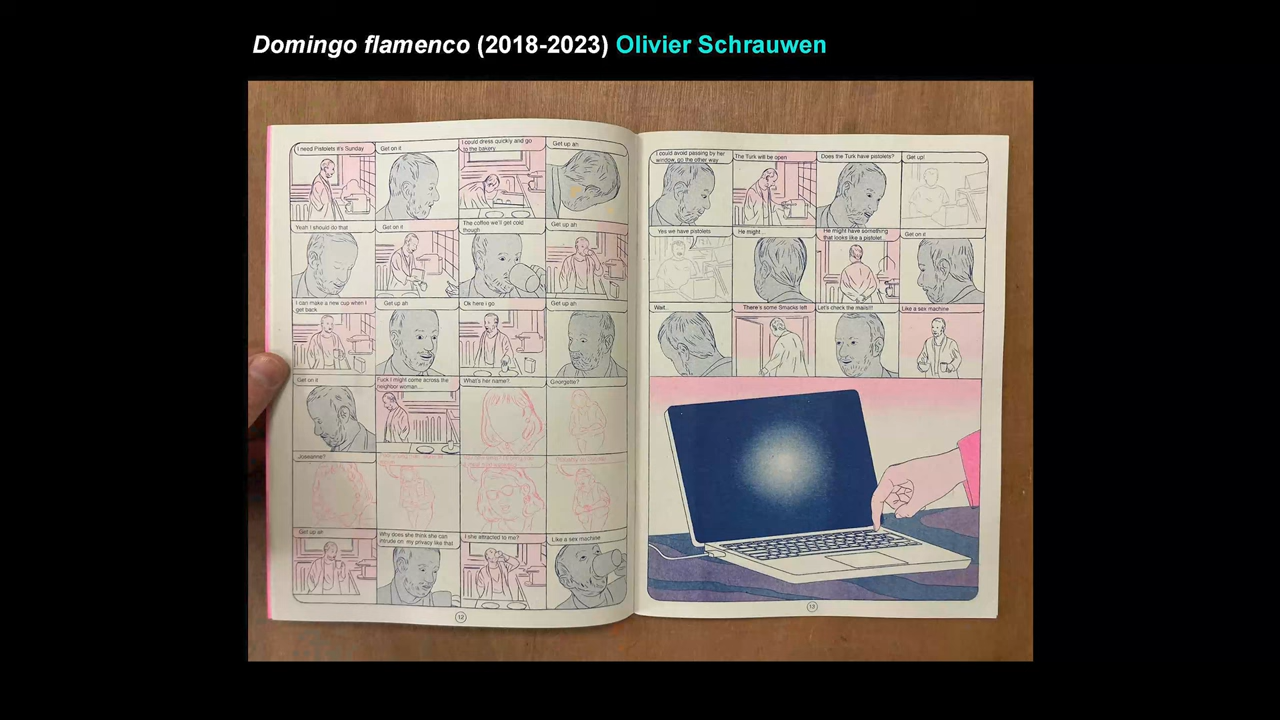 Domingo flamenco (2018-2023) Olivier Schrauwen
I need Pistolets it's Sunday
Get on it
I could dress quickly and go
to the bakery
Get up an
Yeah I should do that
Get on it
The coffee we'll get cold
though
Get up an
I can make a new cup when I
get back
Get up ah
Ok here I go
Get up an
Get on it
Fuck I might come across the
neighbor woman...
What's her name?
Georgette?
Joseanne?
Get up an
Why does she think she can
intrude on my privacy like that
I she attracted to me?
Like a sex machine
12
I could avoid passing by her
window, go the other way
The Turk will be open
Does the Turk have pistolets?
Get up!
Yes we have pistolets
He might...
He might have something
that looks like a pistolet...
Get on it
Wait...
There's some Smacks left
Let's check the mails!!!
Like a sex machine
13